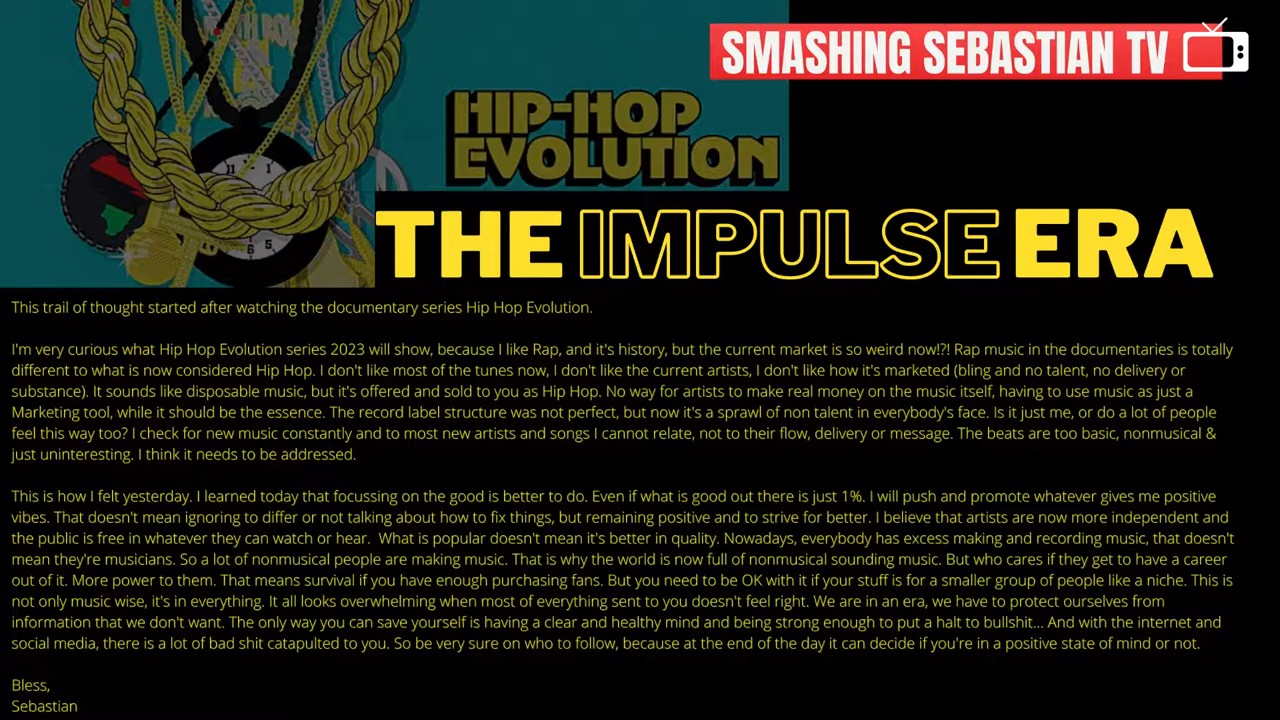 SMASHING SEBASTIAN TV
HIP-HOP
EVOLUTION
11
12
1
6
5
THE IMPULSE ERA
This trail of thought started after watching the documentary series Hip Hop Evolution.
I'm very curious what Hip Hop Evolution series 2023 will show, because I like Rap, and it's history, but the current market is so weird now!?! Rap music in the documentaries is totally
different to what is now considered Hip Hop. I don't like most of the tunes now, I don't like the current artists, I don't like how it's marketed (bling and no talent, no delivery or
substance). It sounds like disposable music, but it's offered and sold to you as Hip Hop. No way for artists to make real money on the music itself, having to use music as just a
Marketing tool, while it should be the essence. The record label structure was not perfect, but now it's a sprawl of non talent in everybody's face. Is it just me, or do a lot of people
feel this way too? I check for new music constantly and to most new artists and songs I cannot relate, not to their flow, delivery or message. The beats are too basic, nonmusical &
just uninteresting. I think it needs to be addressed.
This is how I felt yesterday. I learned today that focussing on the good is better to do. Even if what is good out there is just 1%. I will push and promote whatever gives me positive
vibes. That doesn't mean ignoring to differ or not talking about how to fix things, but remaining positive and to strive for better. I believe that artists are now more independent and
the public is free in whatever they can watch or hear.  What is popular doesn't mean it's better in quality. Nowadays, everybody has excess making and recording music, that doesn't
mean they're musicians. So a lot of nonmusical people are making music. That is why the world is now full of nonmusical sounding music. But who cares if they get to have a career
out of it. More power to them. That means survival if you have enough purchasing fans. But you need to be OK with it if your stuff is for a smaller group of people like a niche. This is
not only music wise, it's in everything. It all looks overwhelming when most of everything sent to you doesn't feel right. We are in an era, we have to protect ourselves from
information that we don't want. The only way you can save yourself is having a clear and healthy mind and being strong enough to put a halt to bullshit... And with the internet and
social media, there is a lot of bad shit catapulted to you. So be very sure on who to follow, because at the end of the day it can decide if you're in a positive state of mind or not.
Bless,
Sebastian